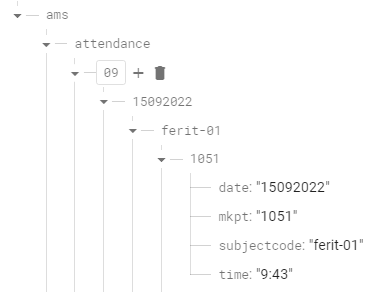 ams
attendance
09
15092022
ferit-01
1051
date: "15092022"
mkpt: "1051"
subjectcode: "ferit-01"
time: "9:43"